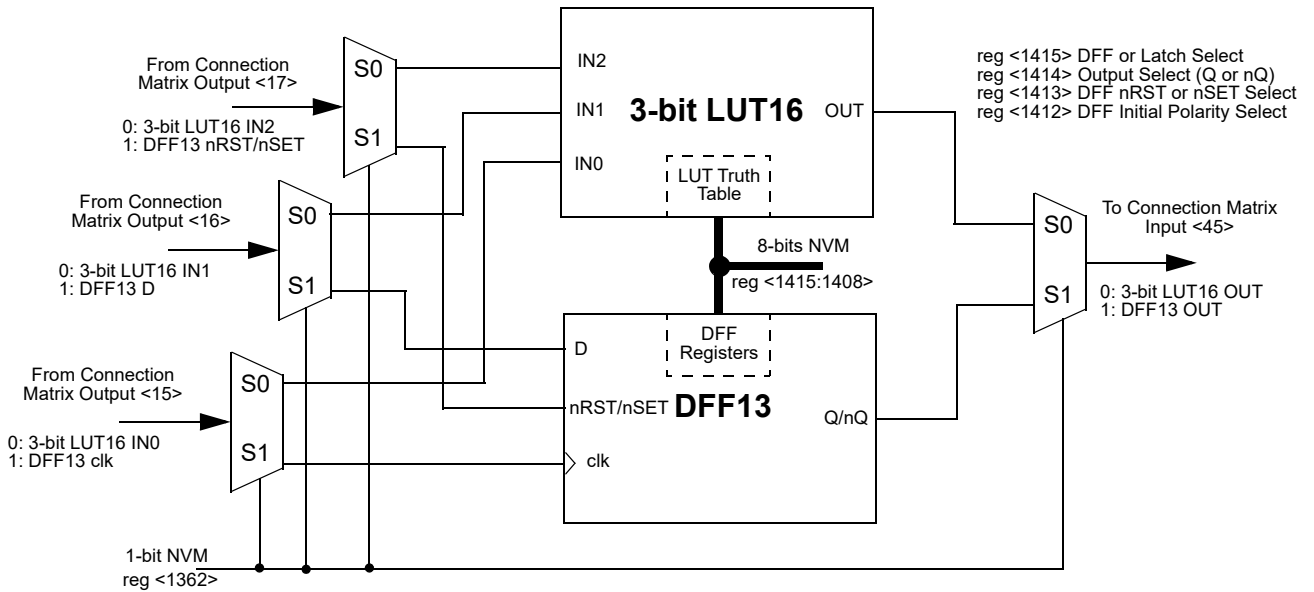 From Connection
Matrix Output <17>
0: 3-bit LUT16 IN2
1: DFF13 nRST/nSET
S0
S1
From Connection
Matrix Output <16>
0: 3-bit LUT16 IN1
1: DFF13 D
S0
S1
From Connection
Matrix Output <15>
0: 3-bit LUT16 IN0
1: DFF13 clk
S0
S1
1-bit NVM
reg <1362>
IN2
IN1
IN0
3-bit LUT16
OUT
LUT Truth
Table
8-bits NVM
reg <1415:1408>
DFF
Registers
D
nRST/nSET
DFF13
clk
Q/nQ
reg <1415> DFF or Latch Select
reg <1414> Output Select (Q or nQ)
reg <1413> DFF nRST or nSET Select
reg <1412> DFF Initial Polarity Select
S0
S1
To Connection Matrix
Input <45>
0: 3-bit LUT16 OUT
1: DFF13 OUT